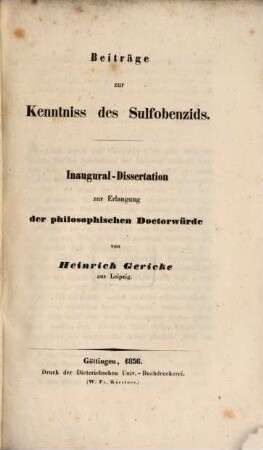 Beiträge
zur
Kenntniss des Sulfobenzids.
Inaugural-Dissertation
zur Erlangung
der philosophischen Doctorwürde
von
Heinrich Gericke
aus Leipzig.
Göttingen, 1856.
Druck der Dieterichschen Univ.-Buchdruckerei.
(W. Fr. Kaestner.)